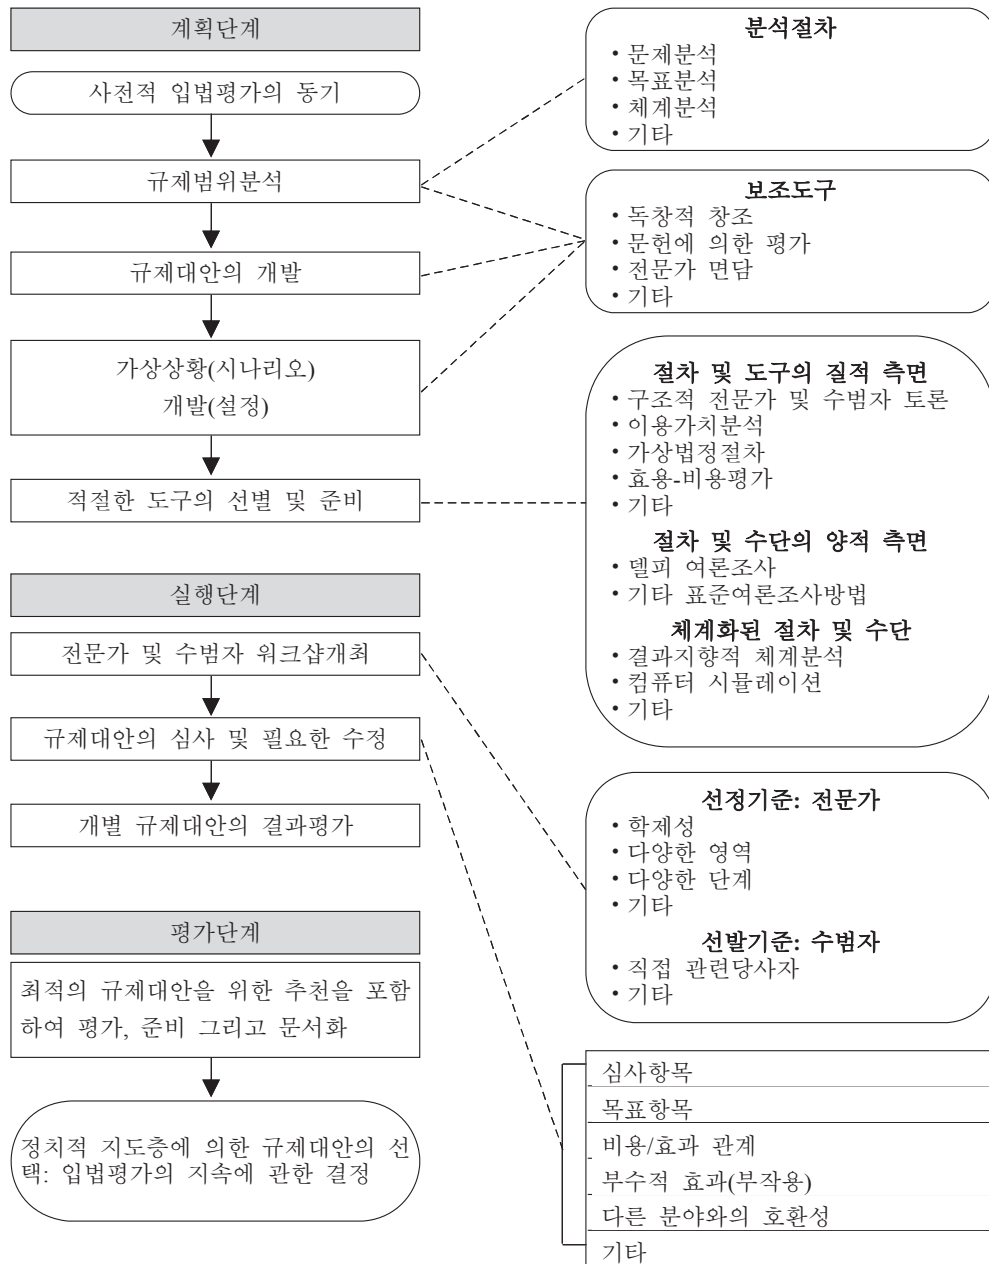 계획단계
사전적 입법평가의 동기
규제범위분석
규제대안의 개발
가상상황(시나리오)
개발(설정)
적절한 도구의 선별 및 준비
실행단계
전문가 및 수범자 워크샵개최
규제대안의 심사 및 필요한 수정
개별 규제대안의 결과평가
평가단계
최적의 규제대안을 위한 추천을 포함
하여 평가, 준비 그리고 문서화
정치적 지도층에 의한 규제대안의 선
택: 입법평가의 지속에 관한 결정
분석절차
• 문제분석
• 목표분석
• 체계분석
• 기타
보조도구
• 독창적 창조
• 문헌에 의한 평가
• 전문가 면담
• 기타
절차 및 도구의 질적 측면
• 구조적 전문가 및 수범자 토론
• 이용가치분석
• 가상법정절차
• 효용-비용평가
• 기타
절차 및 수단의 양적 측면
• 델피 여론조사
• 기타 표준여론조사방법
체계화된 절차 및 수단
• 결과지향적 체계분석
• 컴퓨터 시뮬레이션
• 기타
선정기준: 전문가
• 학제성
• 다양한 영역
• 다양한 단계
• 기타
선발기준: 수범자
• 직접 관련당사자
• 기타
심사항목
목표항목
비용/효과 관계
부수적 효과(부작용)
다른 분야와의 호환성
기타